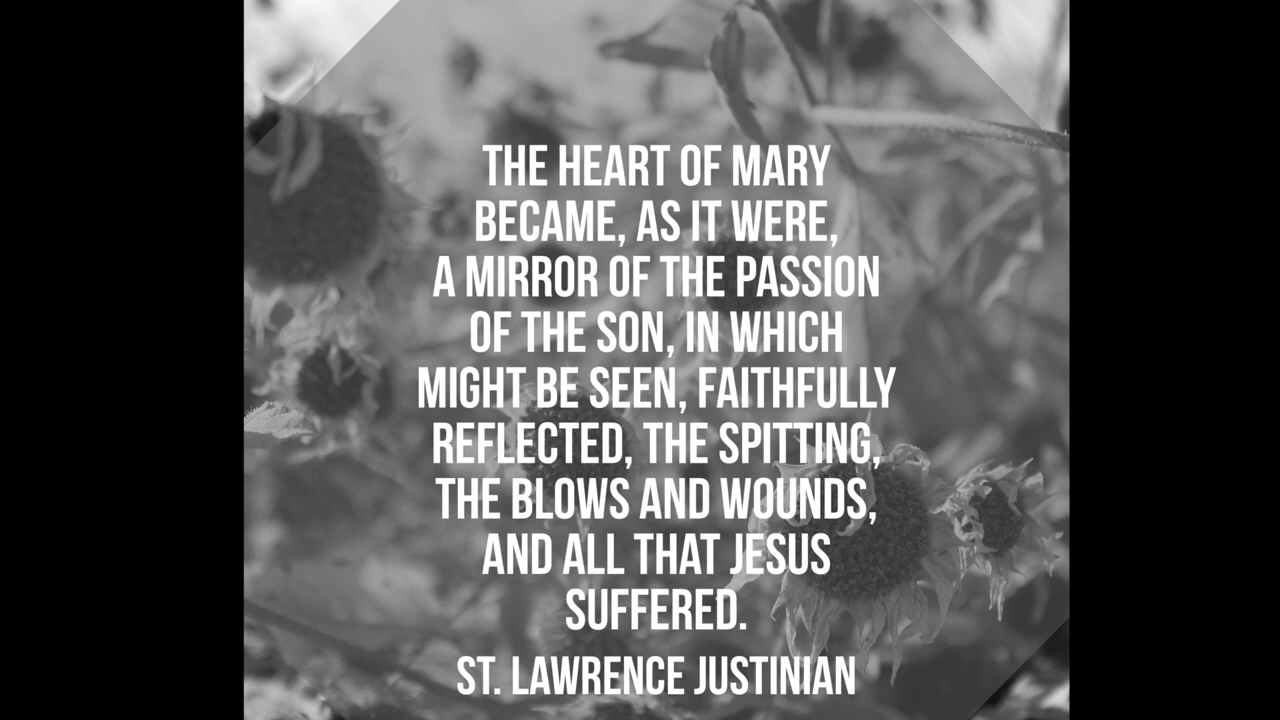 THE HEART OF MARY
BECAME, AS IT WERE,
A MIRROR OF THE PASSION
OF THE SON, IN WHICH
MIGHT BE SEEN, FAITHFULLY
REFLECTED, THE SPITTING,
THE BLOWS AND WOUNDS,
AND ALL THAT JESUS
SUFFERED.
ST. LAWRENCE JUSTINIAN